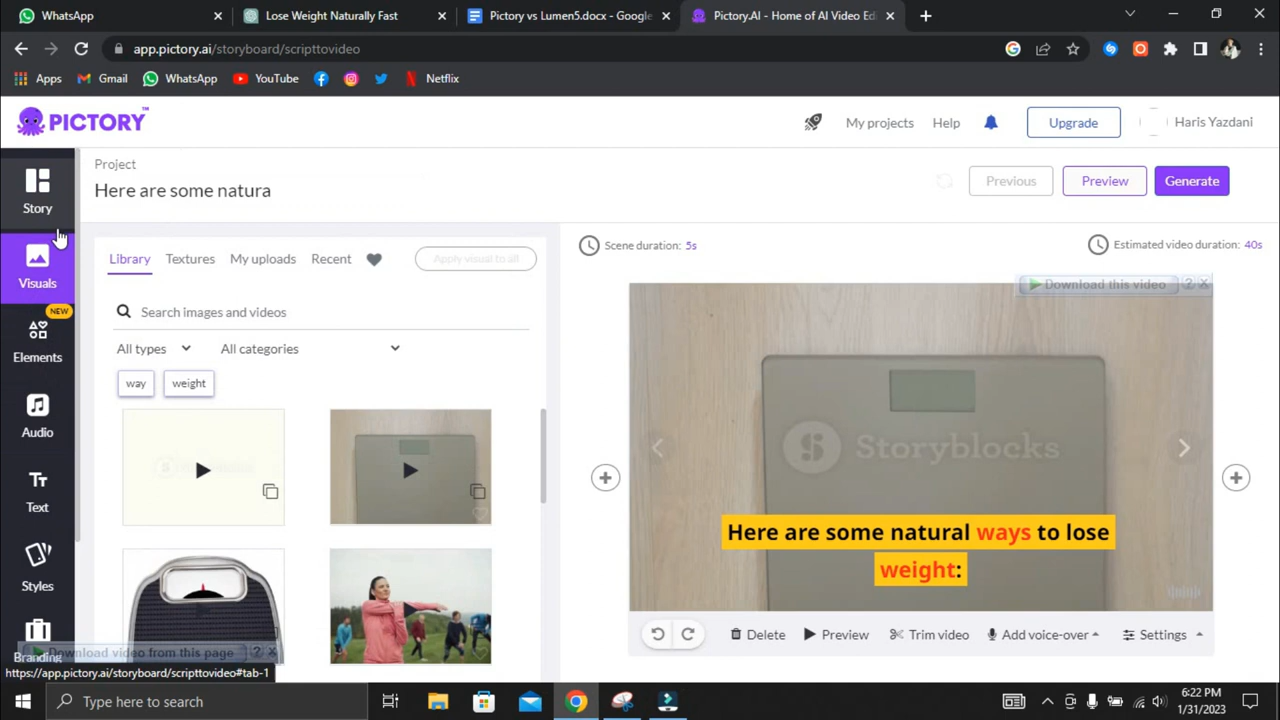 WhatsApp
Lose Weight Naturally Fast
Pictory vs Lumen5.docx - Google
Pictory.AI - Home of AI Video Edi
app.pictory.ai/storyboard/scripttovideo
Apps
Gmail
WhatsApp
YouTube
Twitter
Netflix
PICTORY™
My projects
Help
Upgrade
Haris Yazdani
Story
Visuals
NEW
Elements
Audio
Text
Styles
Branding
Project
Here are some natura
Previous
Preview
Generate
Library
Textures
My uploads
Recent
Apply visual to all
Search images and videos
All types
All categories
way
weight
Scene duration: 5s
Estimated video duration: 40s
Download this video
?
X
Storyblocks
Here are some natural ways to lose
weight:
Delete
Preview
Trim video
Add voice-over
Settings
Download video from this page
?
X
https://app.pictory.ai/storyboard/scripttovideo#tab-1
Type here to search
6:22 PM
1/31/2023